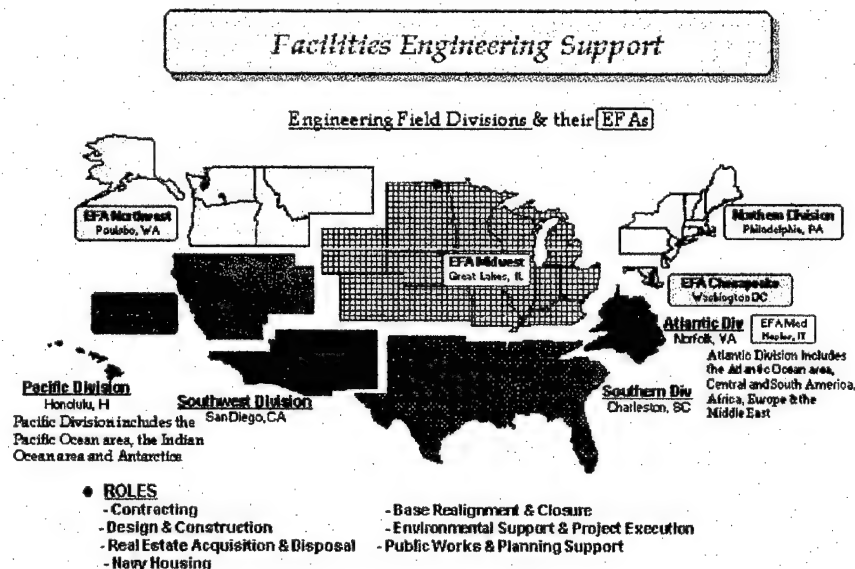 Facilities Engineering Support
Engineering Field Divisions & their EFAs
EFA Northwest
Poulsbo, WA
Northern Division
Philadelphia, PA
EFA Midwest
Great Lakes, IL
EFA Chesapeake
Washington DC
Atlantic Div
Norfolk, VA
EFA Med
Naples, IT
Atlantic Division includes
the Atlantic Ocean area,
Central and South America,
Africa, Europe & the
Middle East
Pacific Division
Honolulu, HI
Pacific Division includes the
Pacific Ocean area, the Indian
Ocean area and Antarctica
Southwest Division
San Diego, CA
Southern Div
Charleston, SC
● ROLES
- Contracting
- Design & Construction
- Real Estate Acquisition & Disposal
- Navy Housing
- Base Realignment & Closure
- Environmental Support & Project Execution
- Public Works & Planning Support